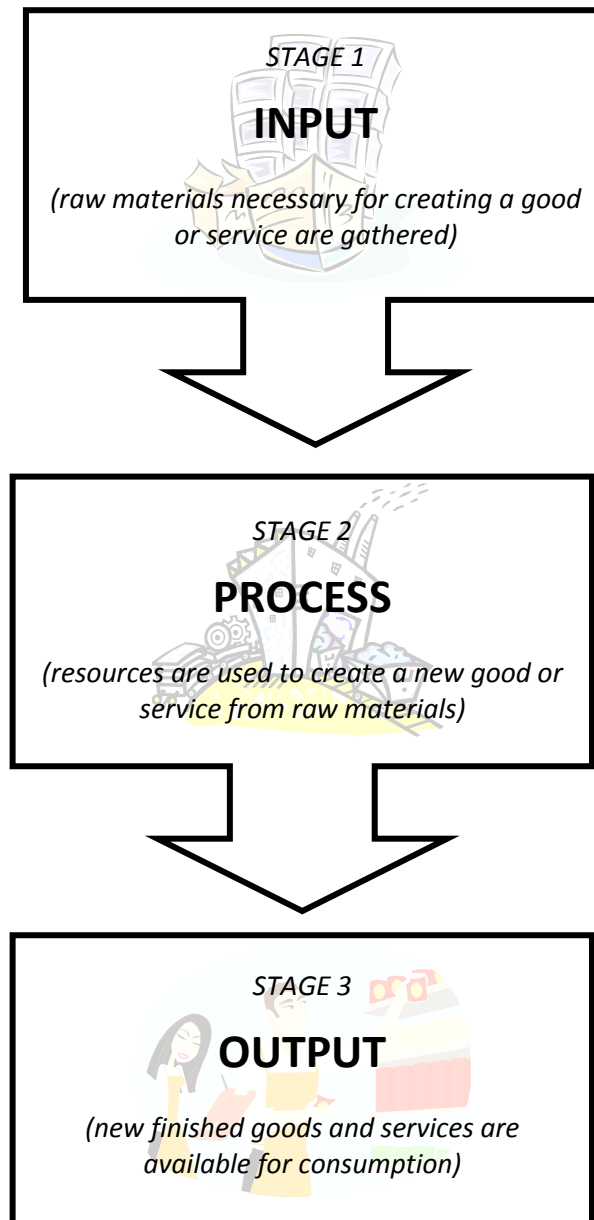 STAGE 1
INPUT
(raw materials necessary for creating a good
or service are gathered)
STAGE 2
PROCESS
(resources are used to create a new good or
service from raw materials)
STAGE 3
OUTPUT
(new finished goods and services are
available for consumption)